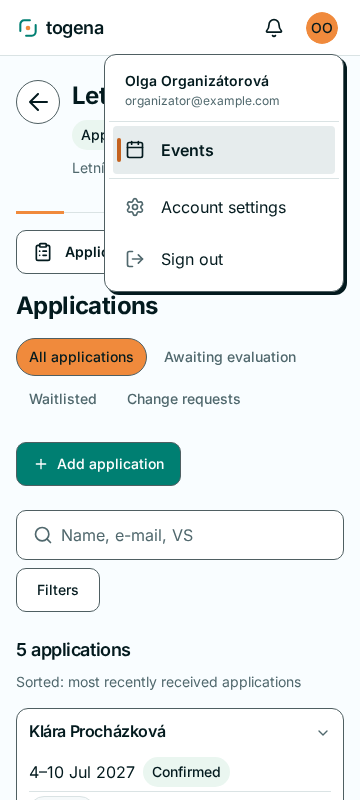 togena
OO
Olga Organizátorová
organizator@example.com
Events
Account settings
Sign out
Applications
All applications
Awaiting evaluation
Waitlisted
Change requests
Add application
Name, e-mail, VS
Filters
5 applications
Sorted: most recently received applications
Klára Procházková
4–10 Jul 2027 Confirmed